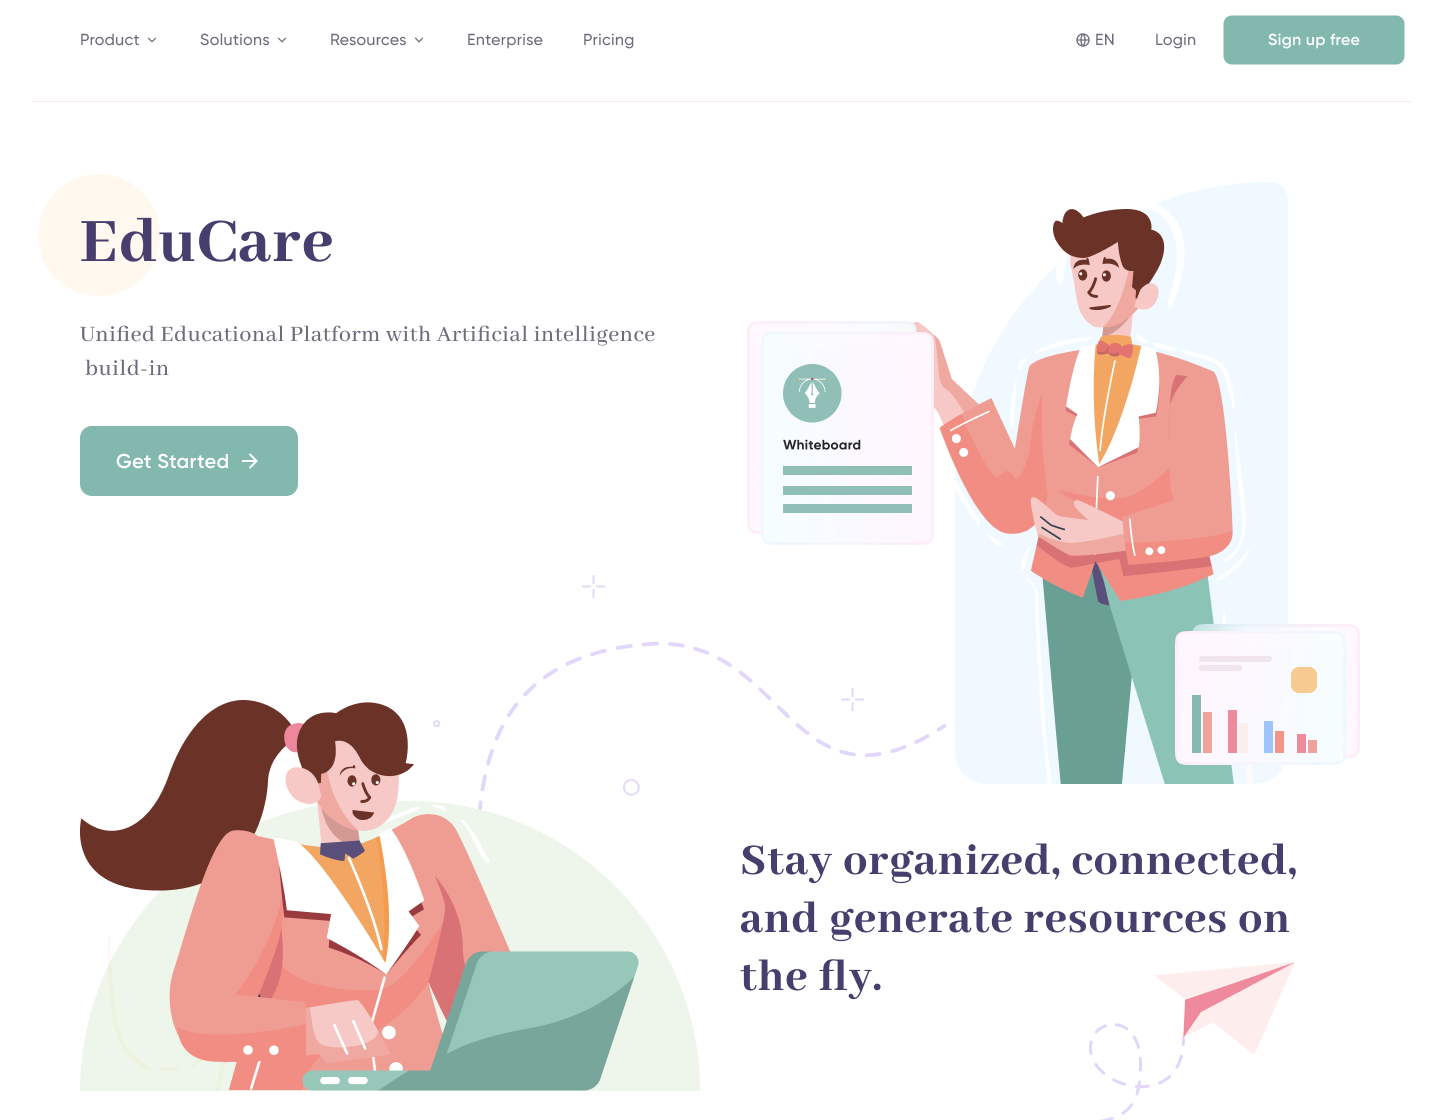 Product
Solutions
Resources
Enterprise
Pricing
EN
Login
Sign up free
EduCare
Unified Educational Platform with Artificial intelligence
build-in
Get Started
Whiteboard
Stay organized, connected,
and generate resources on
the fly.